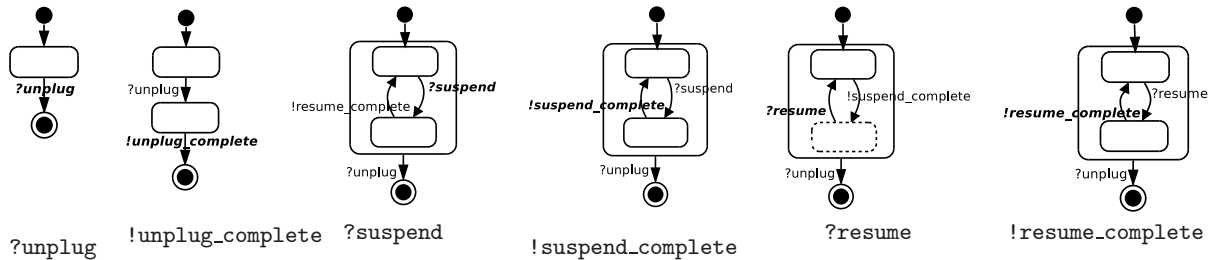 ?unplug
?unplug
!unplug_complete
?suspend
!resume_complete
?unplug
?suspend
!suspend_complete
?unplug
!suspend_complete
?resume
?unplug
?resume
!resume_complete
?unplug
?unplug
!unplug_complete
?suspend
!suspend_complete
?resume
!resume_complete